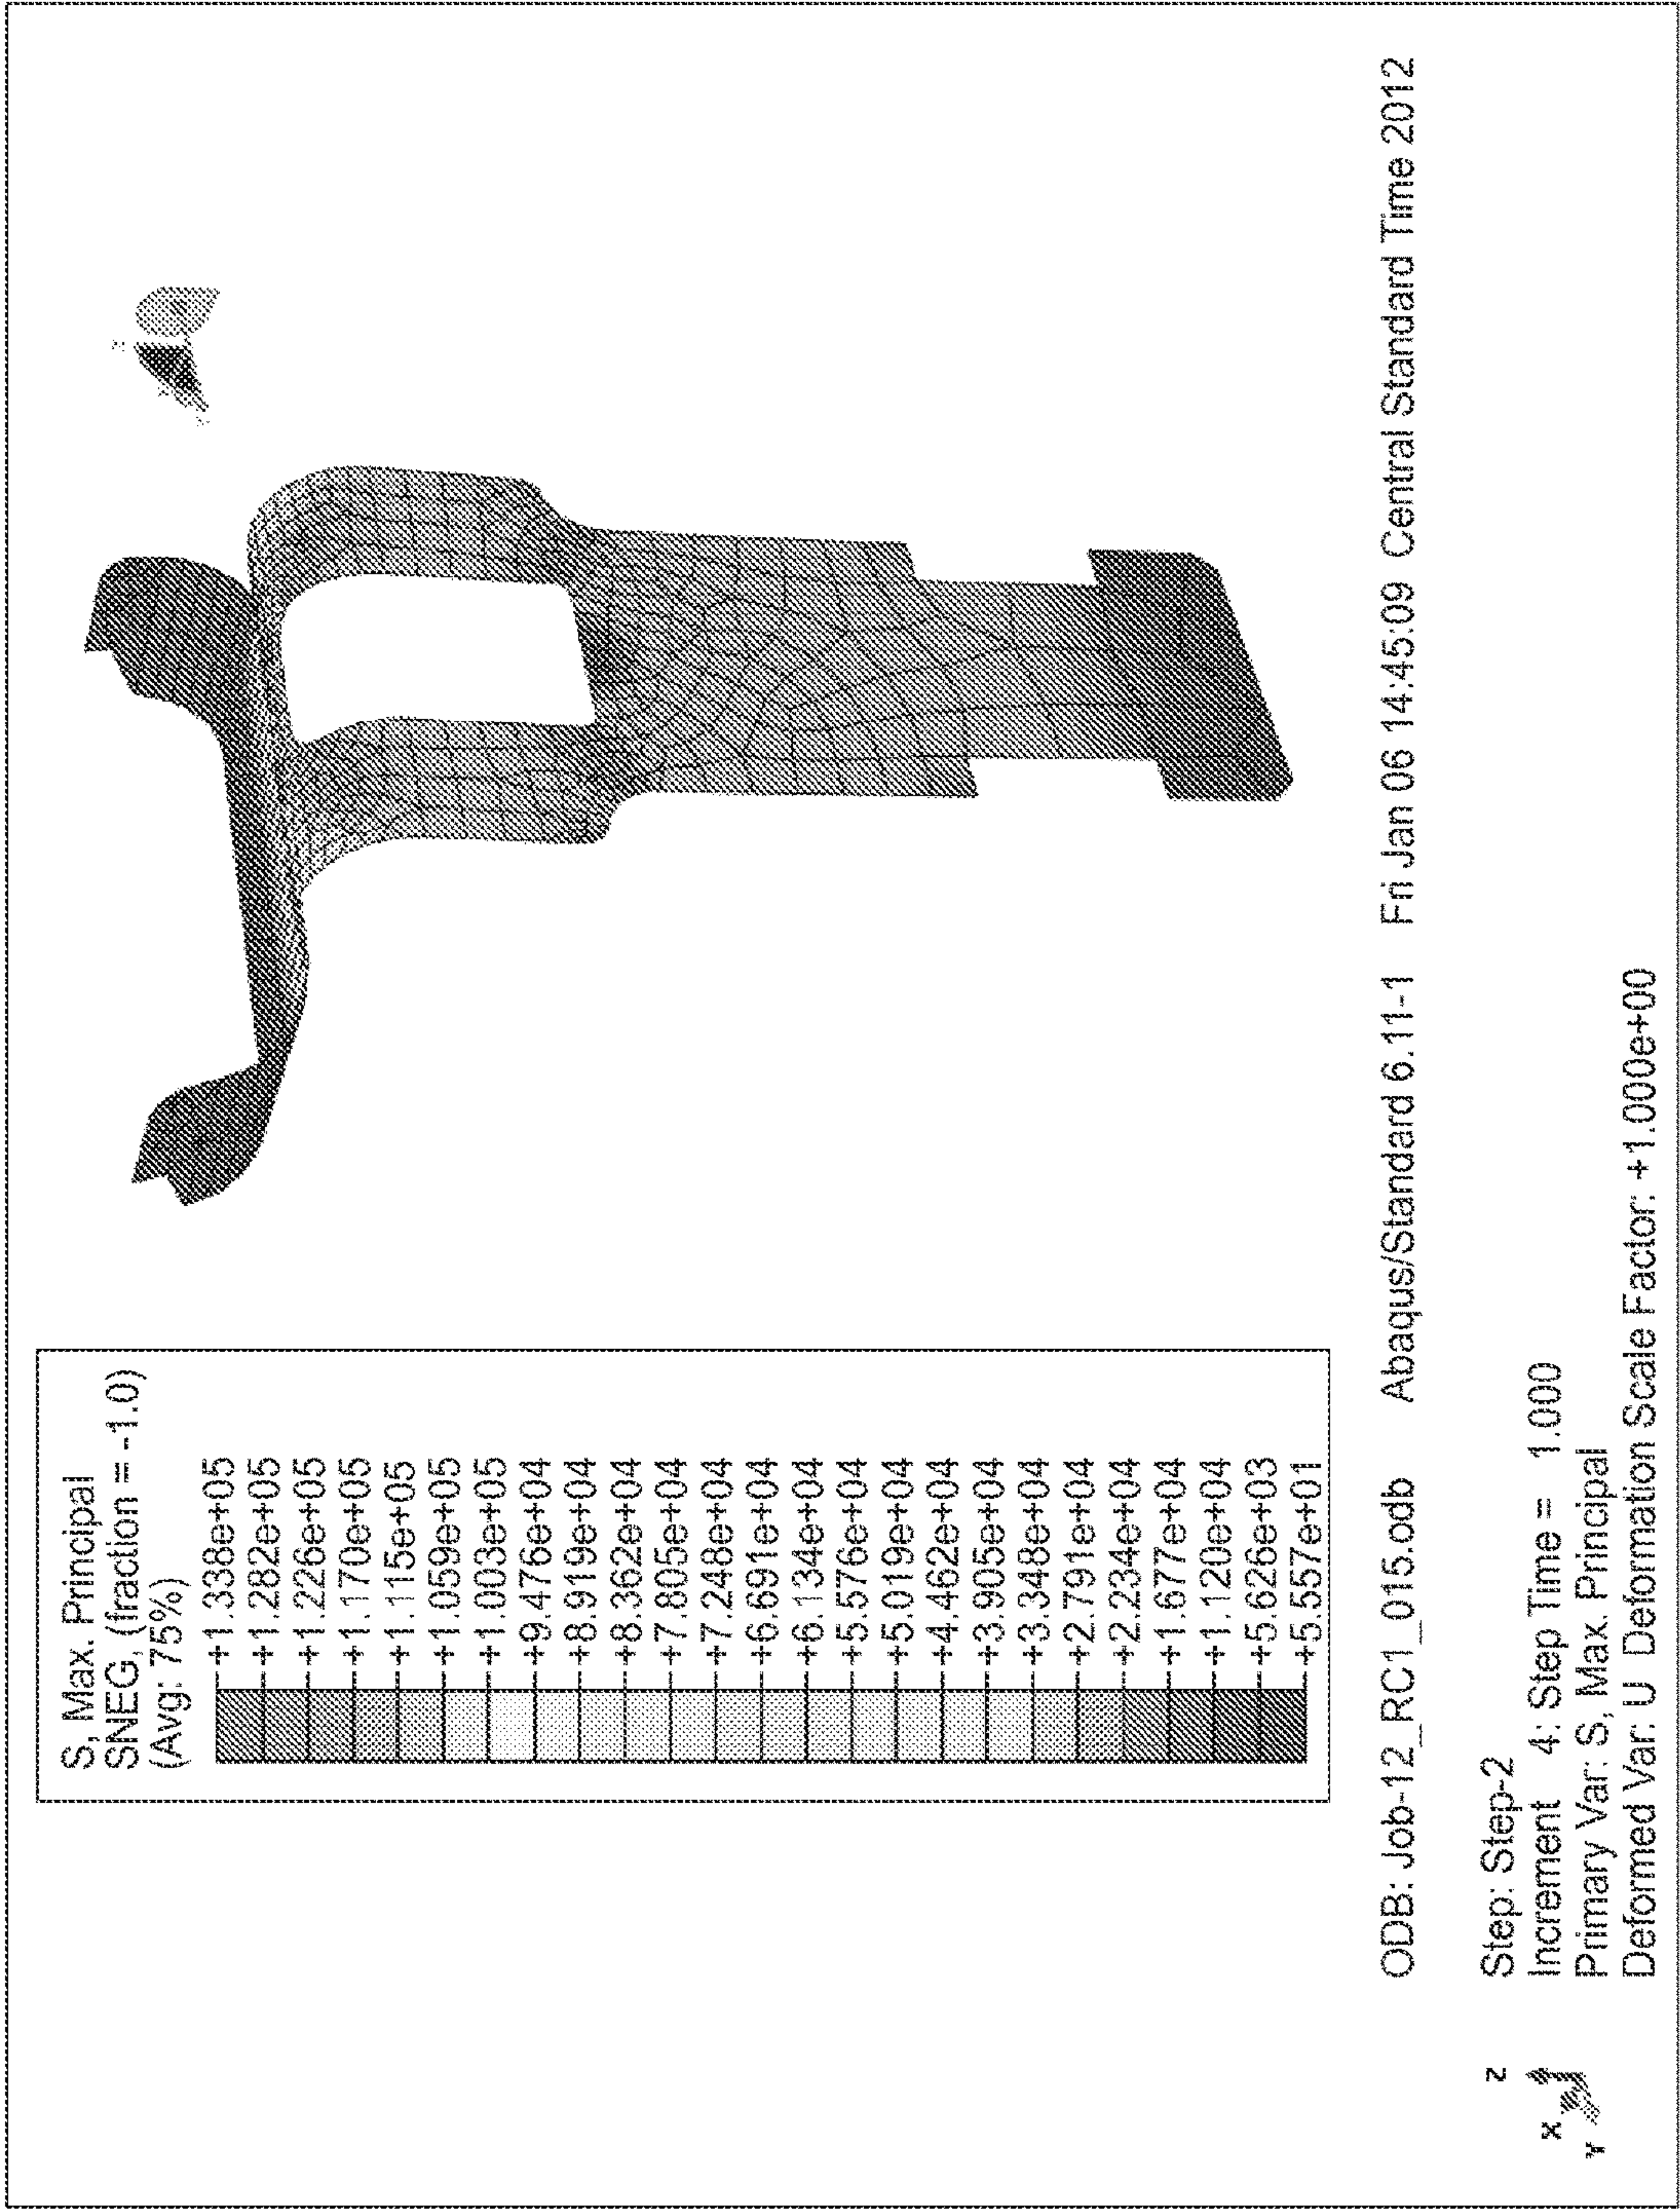 S, Max. Principal
SNEG, (fraction = -1.0)
(Avg: 75%)
+1.338e+05
+1.282e+05
+1.226e+05
+1.170e+05
+1.115e+05
+1.059e+05
+1.003e+05
+9.476e+04
+8.919e+04
+8.362e+04
+7.805e+04
+7.248e+04
+6.691e+04
+6.134e+04
+5.576e+04
+5.019e+04
+4.462e+04
+3.905e+04
+3.348e+04
+2.791e+04
+2.234e+04
+1.677e+04
+1.120e+04
+5.626e+03
+5.557e+01
ODB: Job-12_RC1_015.odb Abaqus/Standard 6.11-1 Fri Jan 06 14:45:09 Central Standard Time 2012
Z
X
Y
Step: Step-2
Increment 4: Step Time = 1.000
Primary Var: S, Max. Principal
Deformed Var: U Deformation Scale Factor: +1.000e+00